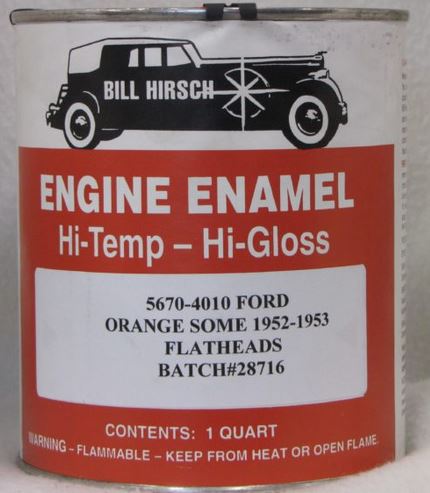 BILL HIRSCH
ENGINE ENAMEL
Hi-Temp – Hi-Gloss
5670-4010 FORD
ORANGE SOME 1952-1953
FLATHEADS
BATCH#28716
CONTENTS: 1 QUART
WARNING – FLAMMABLE – KEEP FROM HEAT OR OPEN FLAME.